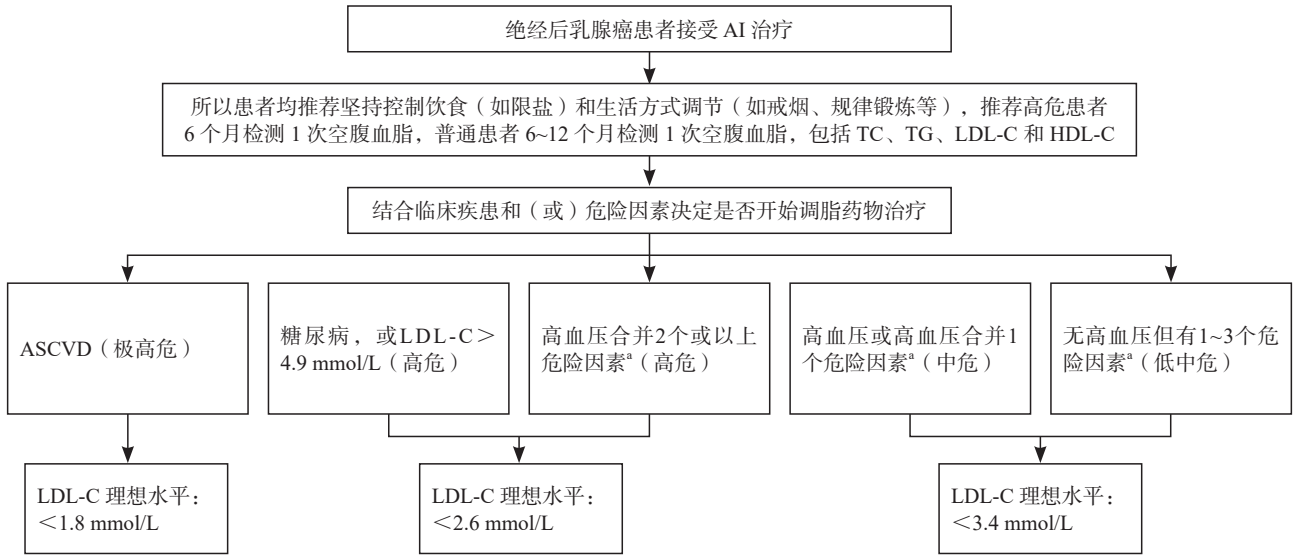 绝经后乳腺癌患者接受 AI 治疗
所以患者均推荐坚持控制饮食（如限盐）和生活方式调节（如戒烟、规律锻炼等），推荐高危患者
6 个月检测 1 次空腹血脂，普通患者 6~12 个月检测 1 次空腹血脂，包括 TC、TG、LDL-C 和 HDL-C
结合临床疾患和（或）危险因素决定是否开始调脂药物治疗
ASCVD（极高危）
糖尿病，或LDL-C＞
4.9 mmol/L（高危）
高血压合并2个或以上
危险因素ᵃ（高危）
高血压或高血压合并1
个危险因素ᵃ（中危）
无高血压但有1~3个危
险因素ᵃ（低中危）
LDL-C 理想水平：
＜1.8 mmol/L
LDL-C 理想水平：
＜2.6 mmol/L
LDL-C 理想水平：
＜3.4 mmol/L